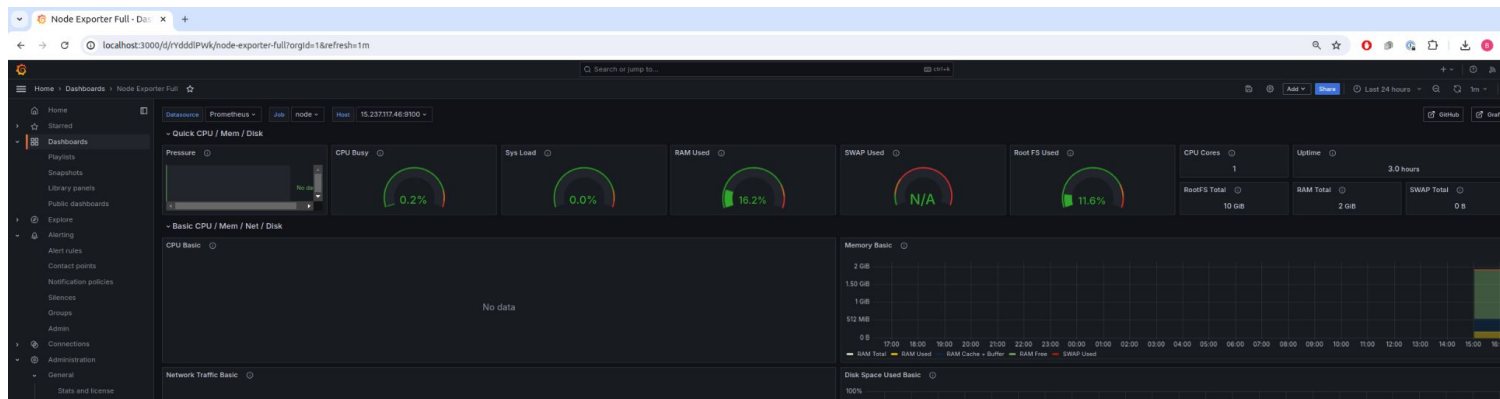 Node Exporter Full - Das
localhost:3000/d/rYdddlPWk/node-exporter-full?orgId=1&refresh=1m
Search or jump to...
ctrl+k
Home › Dashboards › Node Exporter Full
Add
Share
Last 24 hours
1m
Home
Starred
Dashboards
Playlists
Snapshots
Library panels
Public dashboards
Explore
Alerting
Alert rules
Contact points
Notification policies
Silences
Groups
Admin
Connections
Administration
General
Stats and license
Datasource Prometheus Job node Host 15.237.117.46:9100
GitHub
Graf
Quick CPU / Mem / Disk
Pressure
No da
CPU Busy
0.2%
Sys Load
0.0%
RAM Used
16.2%
SWAP Used
N/A
Root FS Used
11.6%
CPU Cores
1
Uptime
3.0 hours
RootFS Total
10 GiB
RAM Total
2 GiB
SWAP Total
0 B
Basic CPU / Mem / Net / Disk
CPU Basic
No data
Memory Basic
2 GiB
1.50 GiB
1 GiB
512 MiB
0 B
17:00 18:00 19:00 20:00 21:00 22:00 23:00 00:00 01:00 02:00 03:00 04:00 05:00 06:00 07:00 08:00 09:00 10:00 11:00 12:00 13:00 14:00 15:00 16:
RAM Total RAM Used RAM Cache + Buffer RAM Free SWAP Used
Network Traffic Basic
Disk Space Used Basic
100%